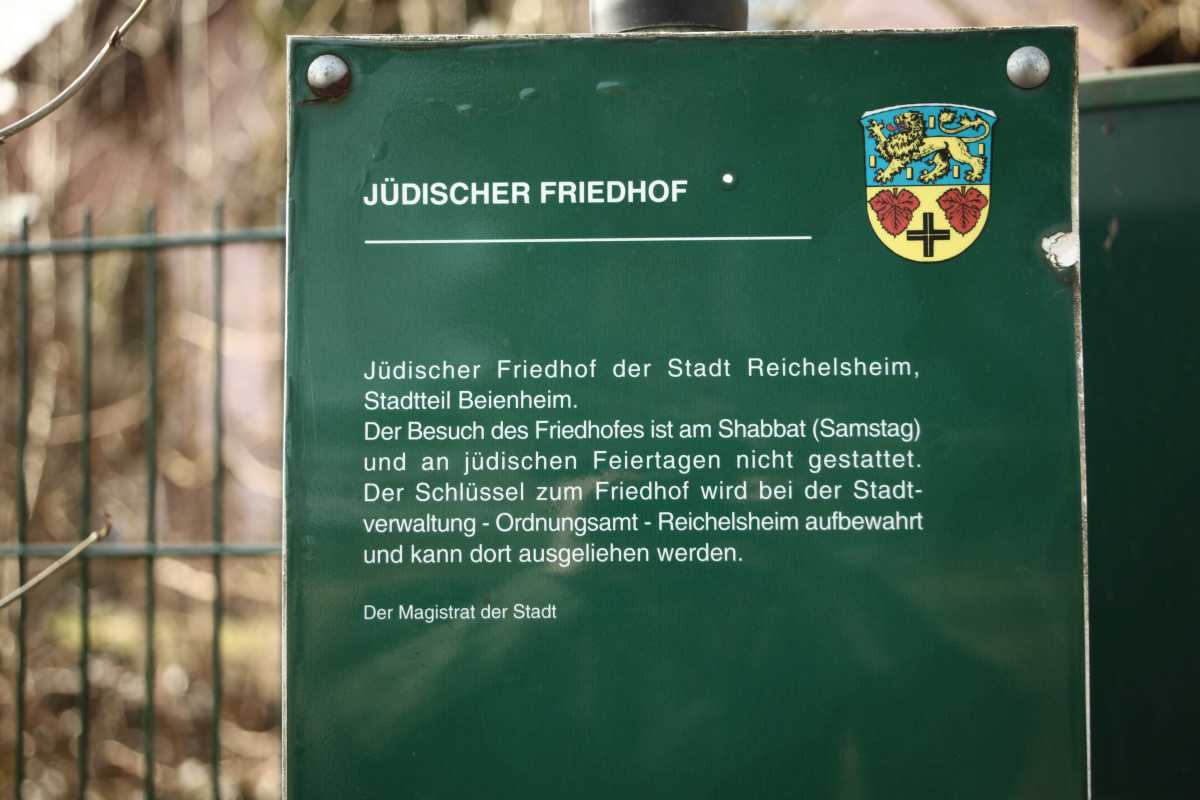 JÜDISCHER FRIEDHOF
Jüdischer Friedhof der Stadt Reichelsheim,
Stadtteil Beienheim.
Der Besuch des Friedhofes ist am Shabbat (Samstag)
und an jüdischen Feiertagen nicht gestattet.
Der Schlüssel zum Friedhof wird bei der Stadt-
verwaltung - Ordnungsamt - Reichelsheim aufbewahrt
und kann dort ausgeliehen werden.
Der Magistrat der Stadt